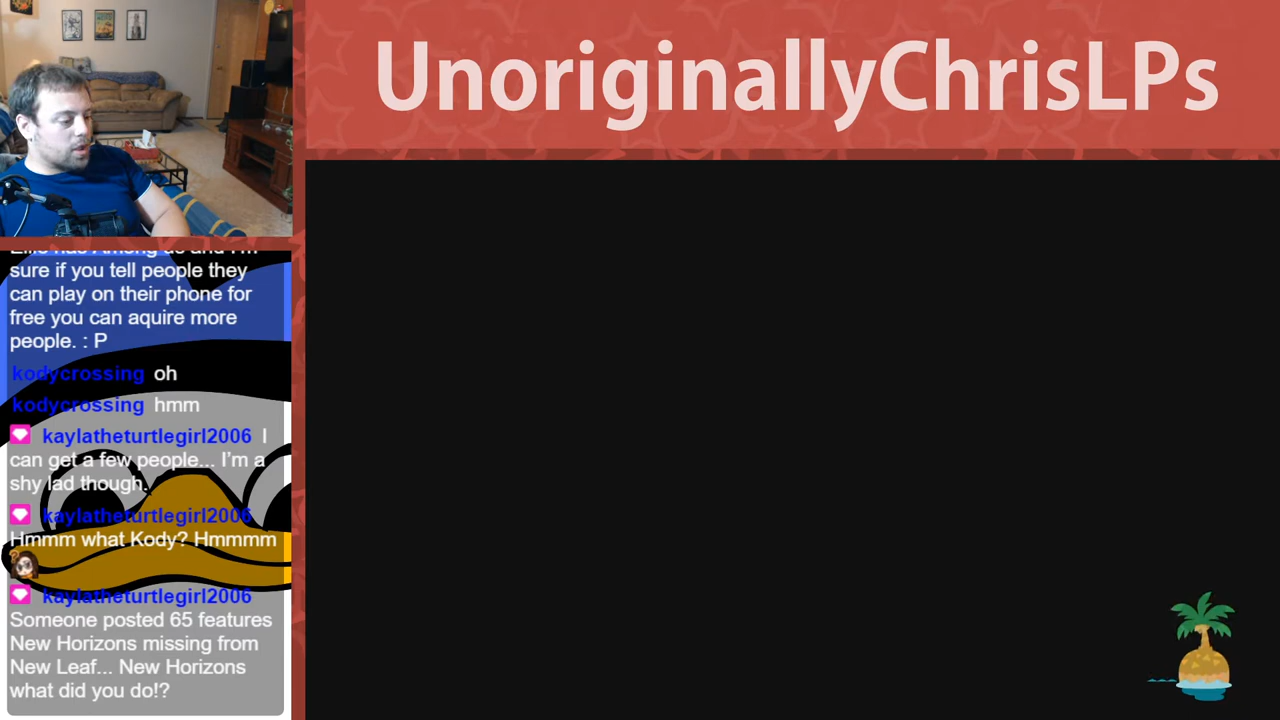 UnoriginallyChrisLPs
sure if you tell people they
can play on their phone for
free you can aquire more
people. : P
kodycrossing oh
kodycrossing hmm
kaylatheturtlegirl2006 I
can get a few people... I'm a
shy lad though.
kaylatheturtlegirl2006
Hmmm what Kody? Hmmmm
kaylatheturtlegirl2006
Someone posted 65 features
New Horizons missing from
New Leaf... New Horizons
what did you do!?